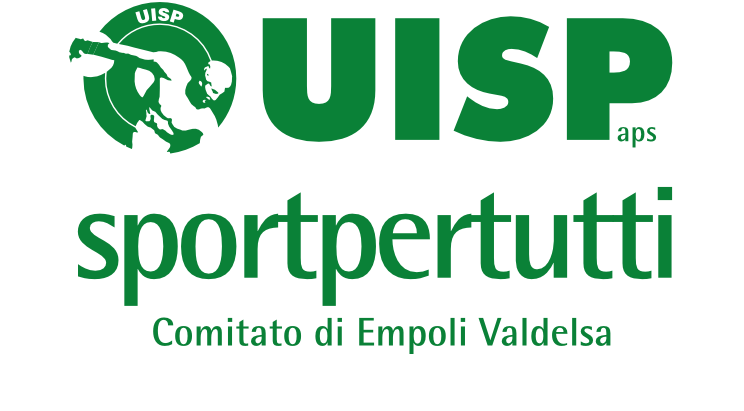 UISP
UISP
aps
sportpertutti
Comitato di Empoli Valdelsa